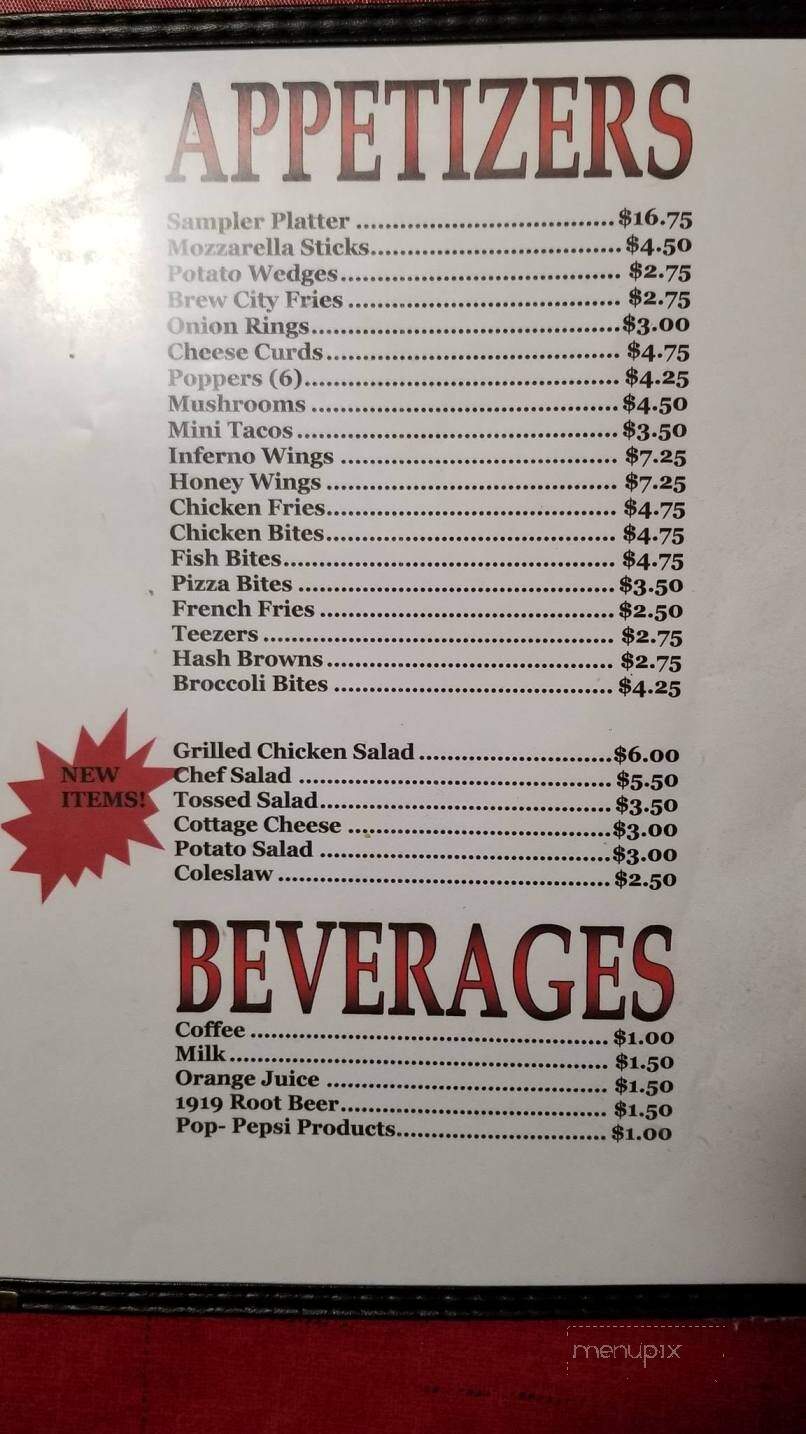 APPETIZERS
Sampler Platter .................................... $16.75
Mozzarella Sticks................................... $4.50
Potato Wedges....................................... $2.75
Brew City Fries ...................................... $2.75
Onion Rings...........................................$3.00
Cheese Curds......................................... $4.75
Poppers (6)............................................ $4.25
Mushrooms ...........................................$4.50
Mini Tacos.............................................$3.50
Inferno Wings ....................................... $7.25
Honey Wings ......................................... $7.25
Chicken Fries......................................... $4.75
Chicken Bites......................................... $4.75
Fish Bites............................................... $4.75
Pizza Bites .............................................$3.50
French Fries ..........................................$2.50
Teezers .................................................. $2.75
Hash Browns......................................... $2.75
Broccoli Bites ........................................ $4.25
NEW
ITEMS!
Grilled Chicken Salad ...........................$6.00
Chef Salad ............................................ $5.50
Tossed Salad......................................... $3.50
Cottage Cheese .....................................$3.00
Potato Salad .........................................$3.00
Coleslaw ............................................... $2.50
BEVERAGES
Coffee ................................................... $1.00
Milk...................................................... $1.50
Orange Juice ........................................ $1.50
1919 Root Beer...................................... $1.50
Pop- Pepsi Products.............................. $1.00
menupix